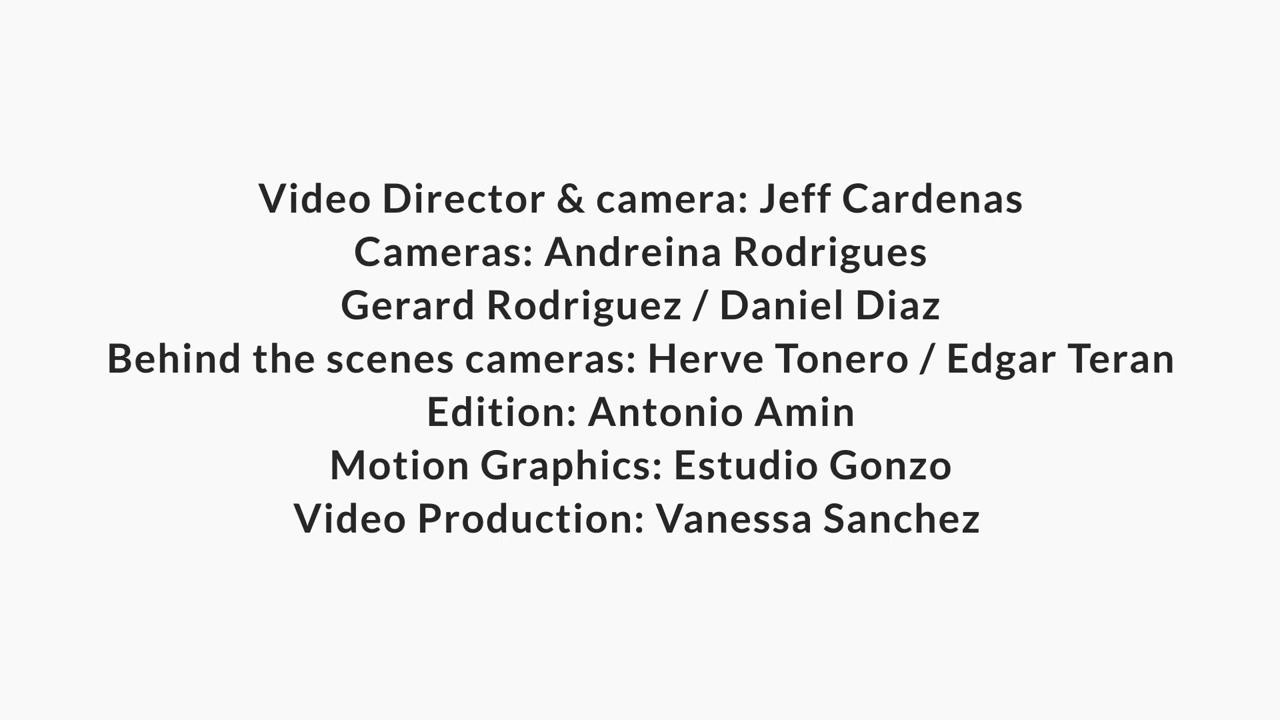 Video Director & camera: Jeff Cardenas
Cameras: Andreina Rodrigues
Gerard Rodriguez / Daniel Diaz
Behind the scenes cameras: Herve Tonero / Edgar Teran
Edition: Antonio Amin
Motion Graphics: Estudio Gonzo
Video Production: Vanessa Sanchez